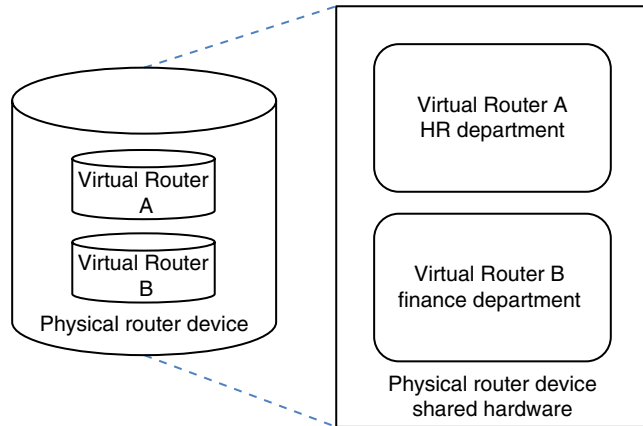 Virtual Router
A
Virtual Router
B
Physical router device
Virtual Router A
HR department
Virtual Router B
finance department
Physical router device
shared hardware